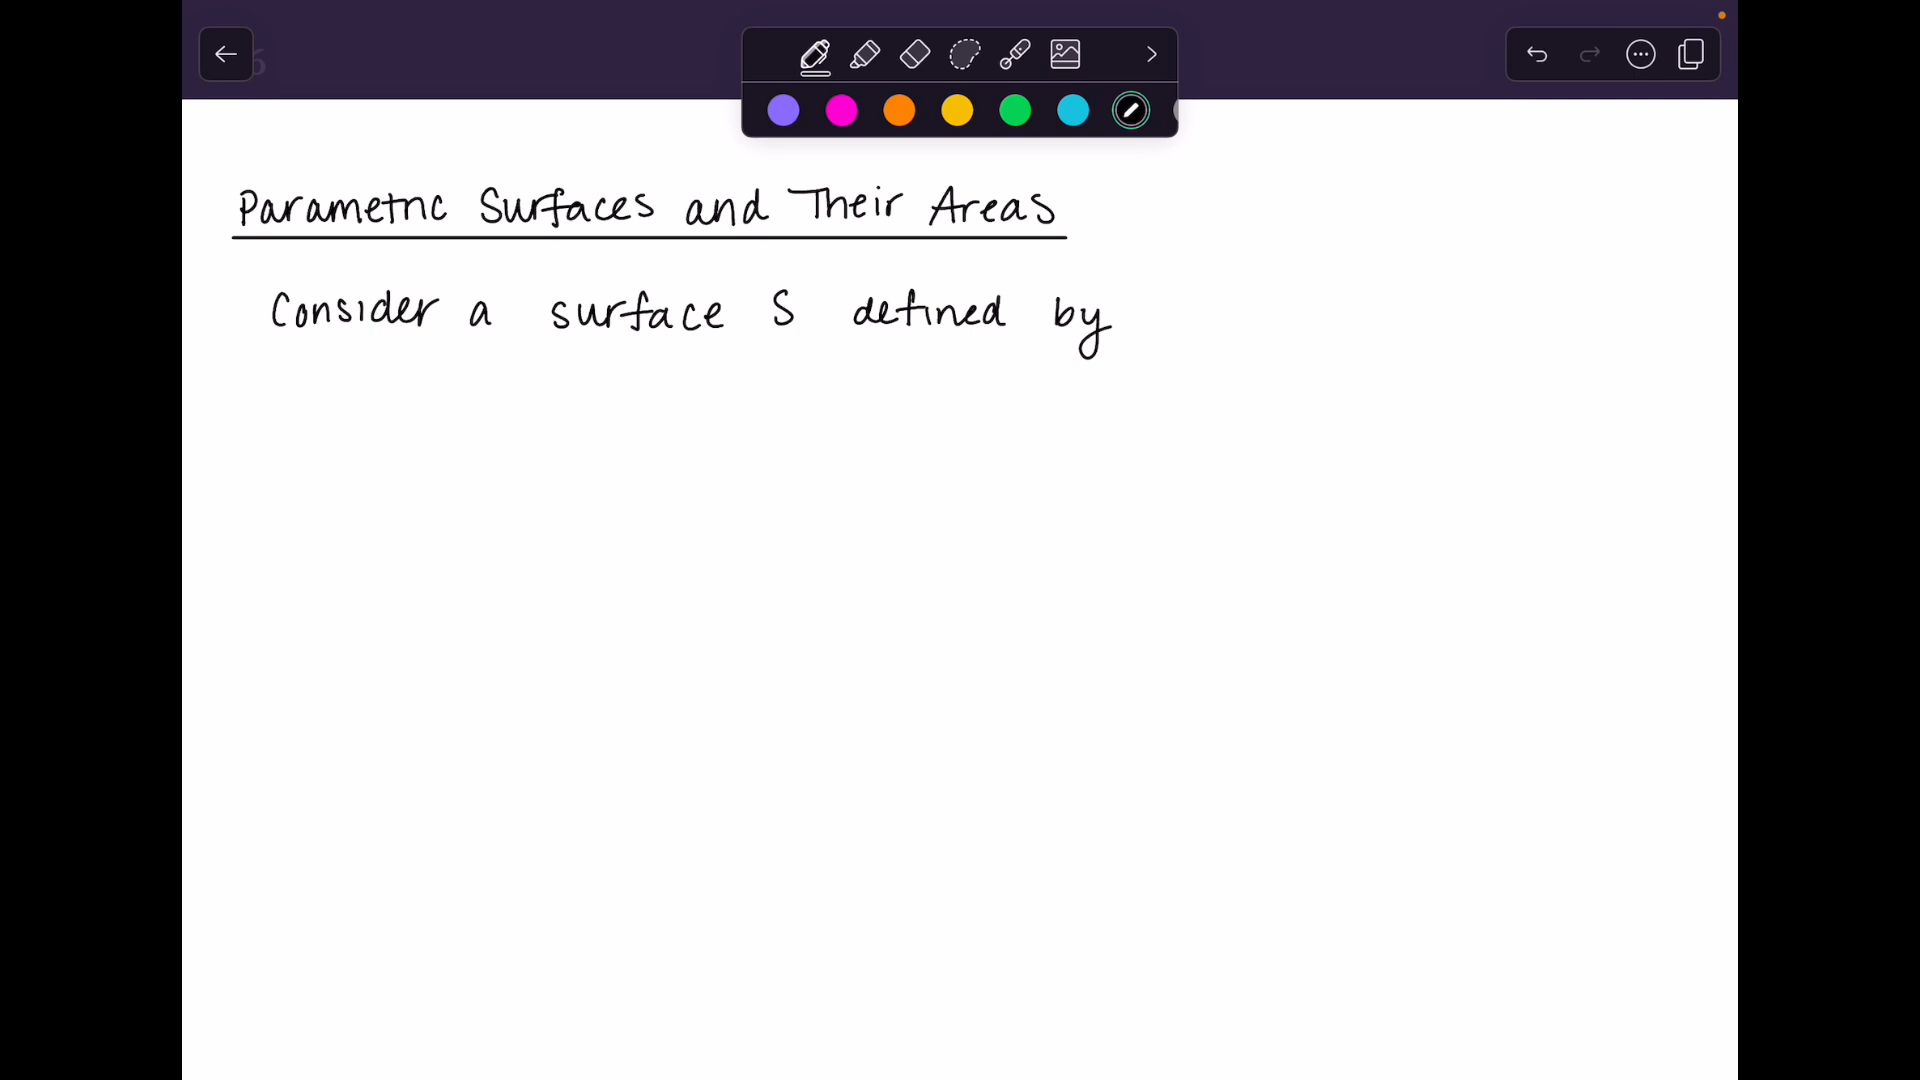 Parametric Surfaces and Their Areas
Consider a surface S defined by